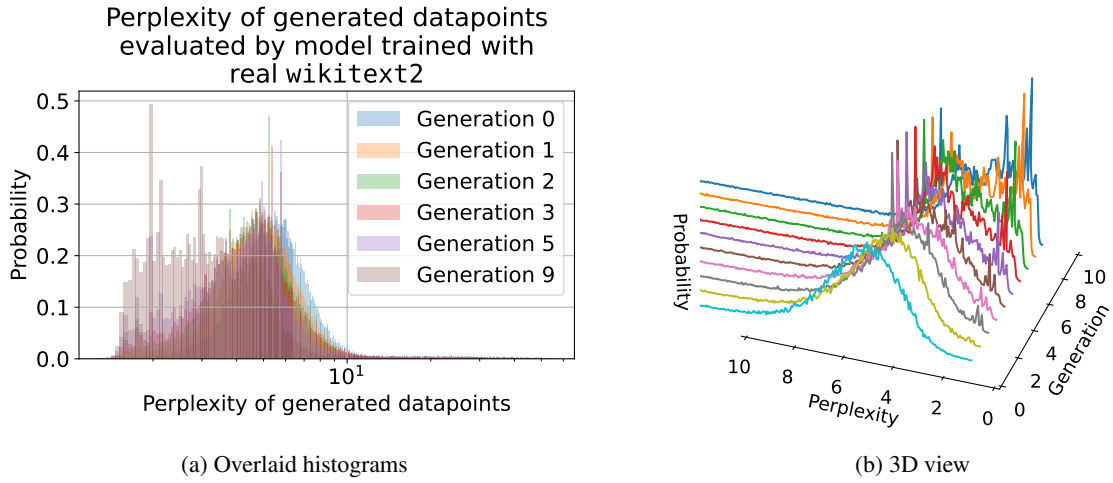 Perplexity of generated datapoints
evaluated by model trained with
real wikitext2
0.5
0.4
0.3
0.2
0.1
0.0
Probability
Generation 0
Generation 1
Generation 2
Generation 3
Generation 5
Generation 9
10¹
Perplexity of generated datapoints
(a) Overlaid histograms
Probability
10
8
6
4
2
0
Perplexity
0
2
4
6
8
10
Generation
(b) 3D view